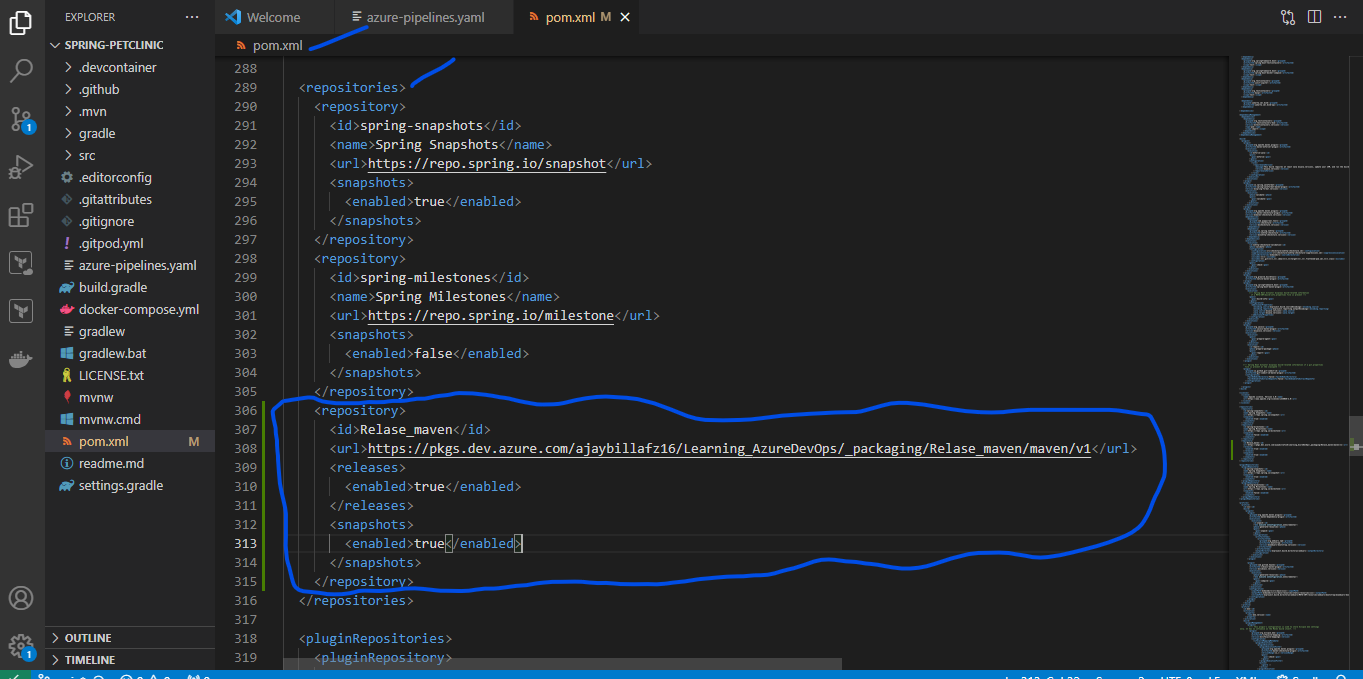 EXPLORER
Welcome
azure-pipelines.yaml
pom.xml M
SPRING-PETCLINIC
.devcontainer
.github
.mvn
gradle
src
.editorconfig
.gitattributes
.gitignore
.gitpod.yml
azure-pipelines.yaml
build.gradle
docker-compose.yml
gradlew
gradlew.bat
LICENSE.txt
mvnw
mvnw.cmd
pom.xml M
readme.md
settings.gradle
OUTLINE
TIMELINE
1
1
pom.xml
288
289 <repositories>
290 <repository>
291 <id>spring-snapshots</id>
292 <name>Spring Snapshots</name>
293 <url>https://repo.spring.io/snapshot</url>
294 <snapshots>
295 <enabled>true</enabled>
296 </snapshots>
297 </repository>
298 <repository>
299 <id>spring-milestones</id>
300 <name>Spring Milestones</name>
301 <url>https://repo.spring.io/milestone</url>
302 <snapshots>
303 <enabled>false</enabled>
304 </snapshots>
305 </repository>
306 <repository>
307 <id>Relase_maven</id>
308 <url>https://pkgs.dev.azure.com/ajaybillafz16/Learning_AzureDevOps/_packaging/Relase_maven/maven/v1</url>
309 <releases>
310 <enabled>true</enabled>
311 </releases>
312 <snapshots>
313 <enabled>true</enabled>
314 </snapshots>
315 </repository>
316 </repositories>
317
318 <pluginRepositories>
319 <pluginRepository>